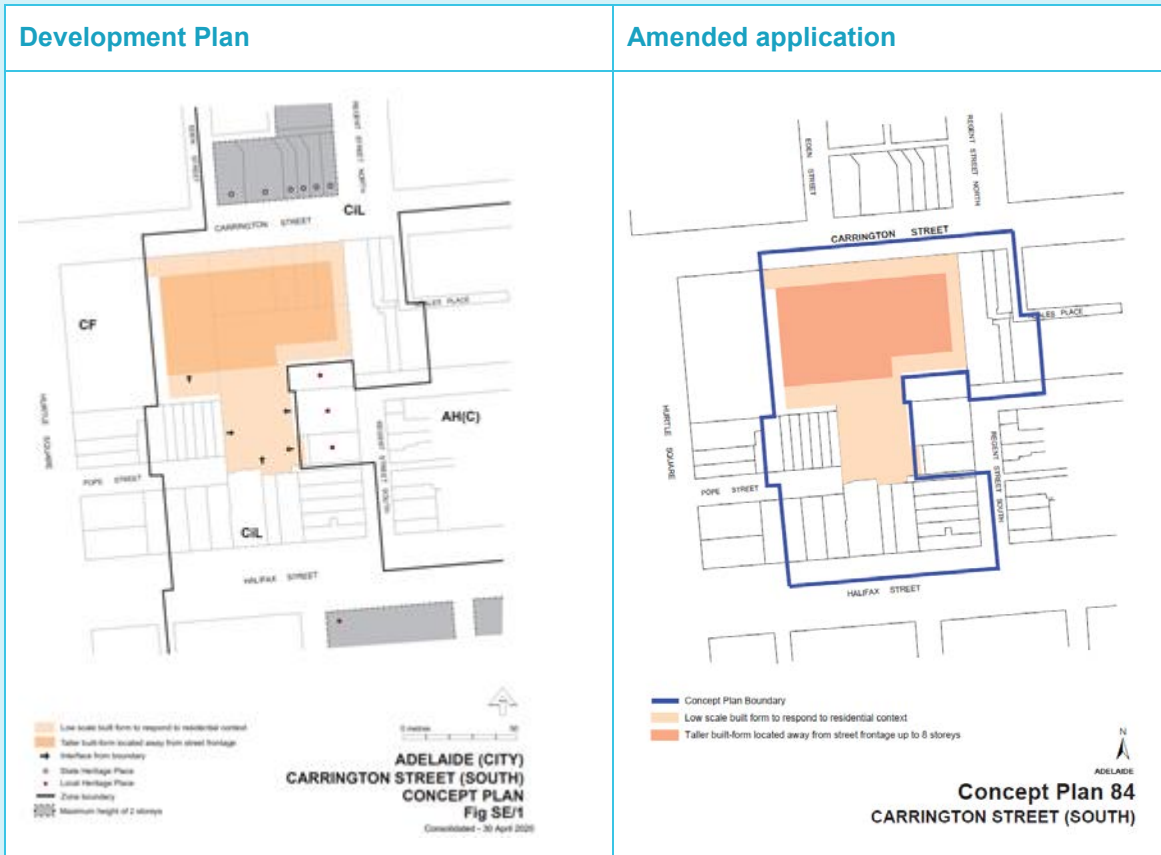 Development Plan
Amended application
EDEN STREET
REGENT STREET NORTH
CARRINGTON STREET
CiL
CF
HURTLE SQUARE
AH(C)
POPE STREET
REGENT STREET SOUTH
CiL
HALIFAX STREET
Low scale built form to respond to residential context
Taller built-form located away from street frontage
Interface from boundary
State Heritage Place
Local Heritage Place
Zone boundary
Maximum height of 2 storeys
0 metres 50
ADELAIDE (CITY)
CARRINGTON STREET (SOUTH)
CONCEPT PLAN
Fig SE/1
Consolidated - 30 April 2020
EDEN STREET
REGENT STREET NORTH
CARRINGTON STREET
PLACE
HURTLE SQUARE
POPE STREET
REGENT STREET SOUTH
HALIFAX STREET
Concept Plan Boundary
Low scale built form to respond to residential context
Taller built-form located away from street frontage up to 8 storeys
N
ADELAIDE
Concept Plan 84
CARRINGTON STREET (SOUTH)